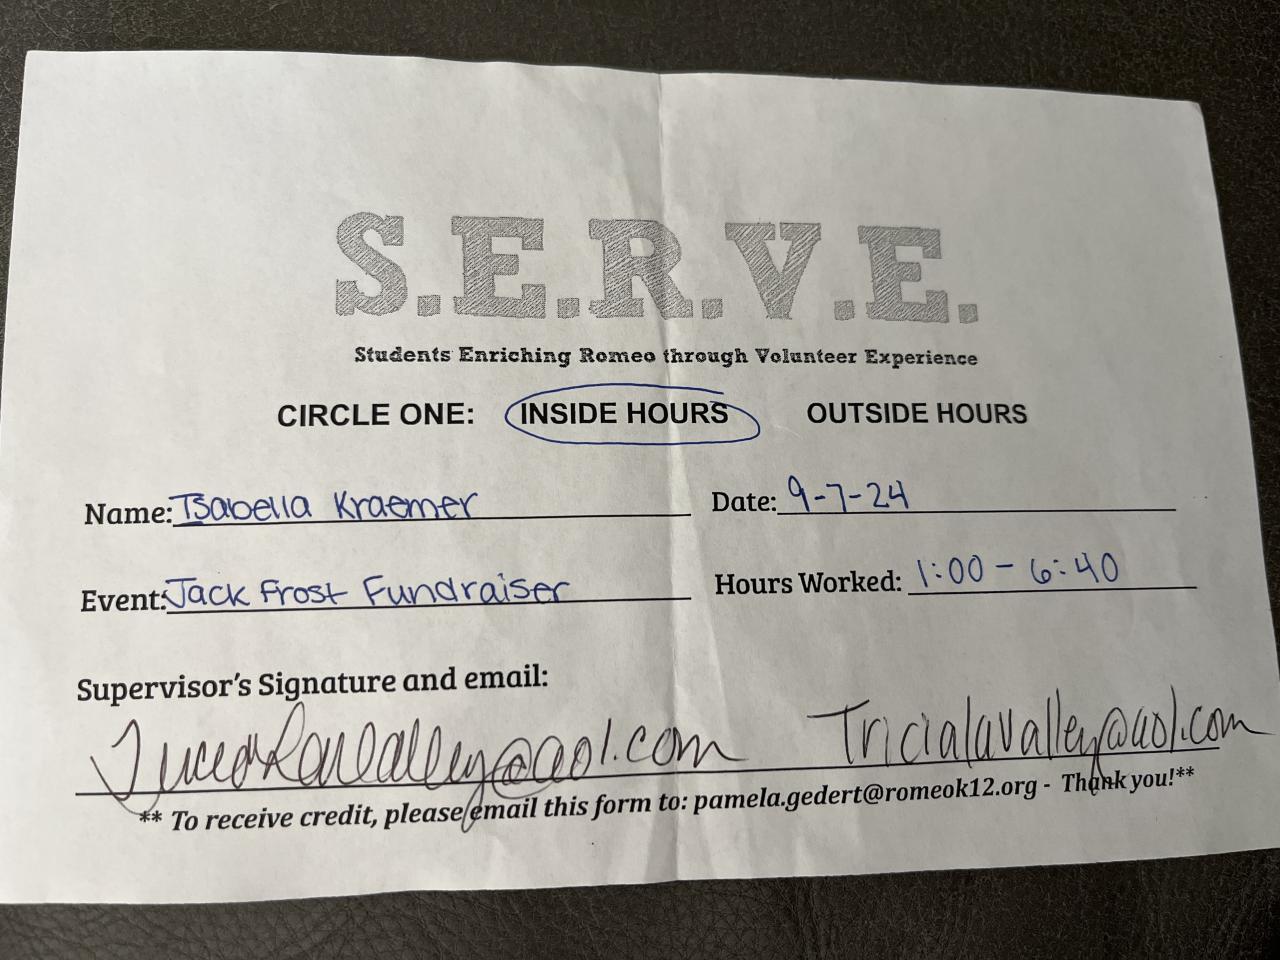 S.E.R.V.E.
Students Enriching Romeo through Volunteer Experience
CIRCLE ONE: INSIDE HOURS OUTSIDE HOURS
Name: Isabella Kraemer Date: 9-7-24
Event: Jack Frost Fundraiser Hours Worked: 1:00 - 6:40
Supervisor's Signature and email:
@aol.com Tricialavalley@aol.com
** To receive credit, please email this form to: pamela.gedert@romeok12.org - Thank you!**